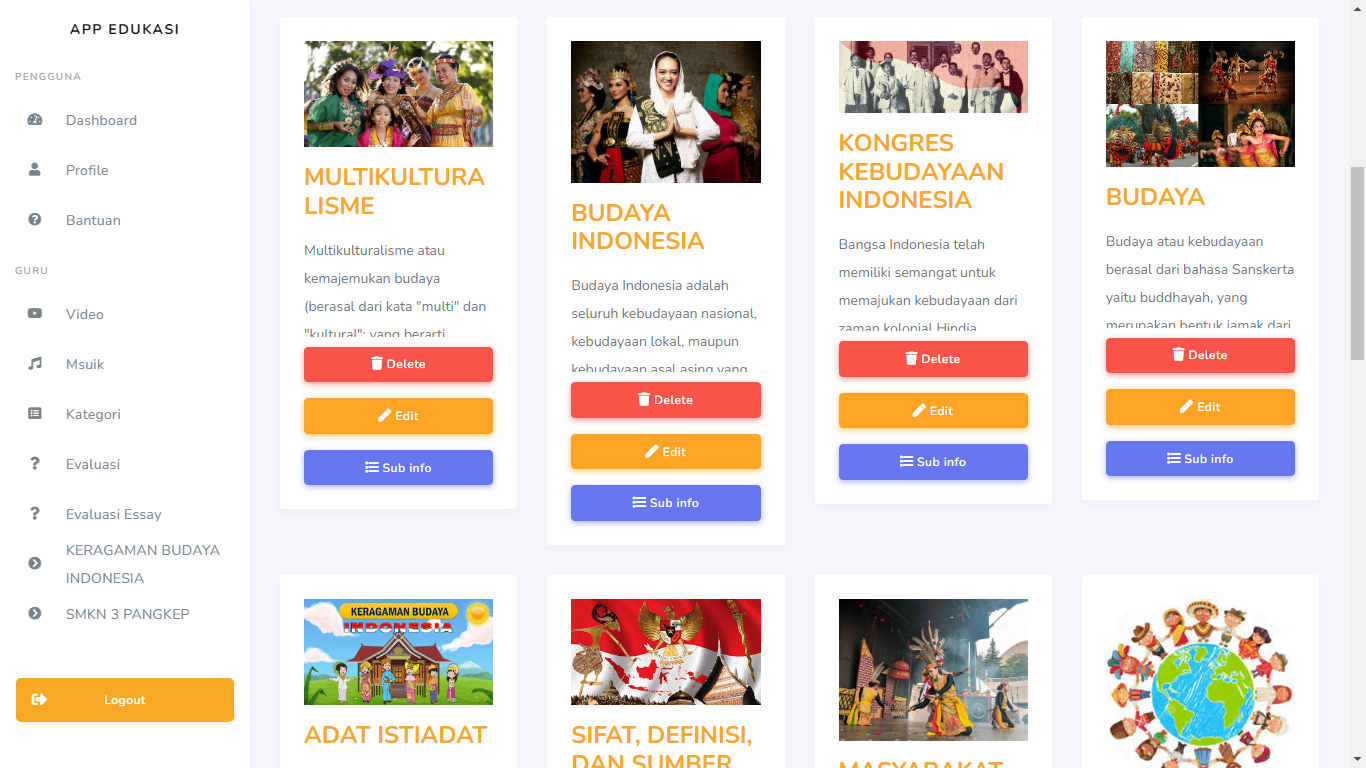 APP EDUKASI
PENGGUNA
Dashboard
Profile
Bantuan
GURU
Video
Msuik
Kategori
Evaluasi
Evaluasi Essay
KERAGAMAN BUDAYA
INDONESIA
SMKN 3 PANGKEP
Logout
MULTIKULTURA
LISME
Multikulturalisme atau
kemajemukan budaya
(berasal dari kata "multi" dan
"kultural"; yang berarti
Delete
Edit
Sub info
BUDAYA
INDONESIA
Budaya Indonesia adalah
seluruh kebudayaan nasional,
kebudayaan lokal, maupun
kebudayaan asal asing yang
Delete
Edit
Sub info
KONGRES
KEBUDAYAAN
INDONESIA
Bangsa Indonesia telah
memiliki semangat untuk
memajukan kebudayaan dari
zaman kolonial Hindia
Delete
Edit
Sub info
BUDAYA
Budaya atau kebudayaan
berasal dari bahasa Sanskerta
yaitu buddhayah, yang
merupakan bentuk jamak dari
Delete
Edit
Sub info
KERAGAMAN BUDAYA
INDONESIA
ADAT ISTIADAT
SIFAT, DEFINISI,
DAN SUMBER
MASYARAKAT